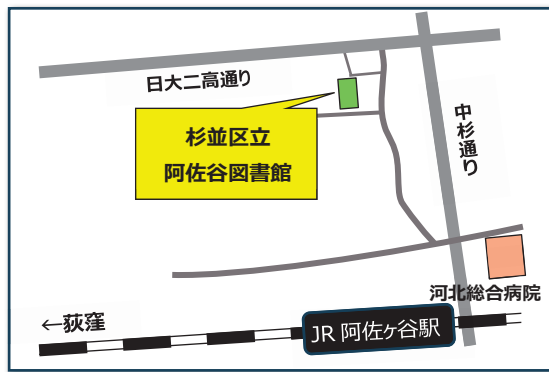 日大二高通り
杉並区立
阿佐谷図書館
中杉通り
河北総合病院
←荻窪
JR 阿佐ヶ谷駅